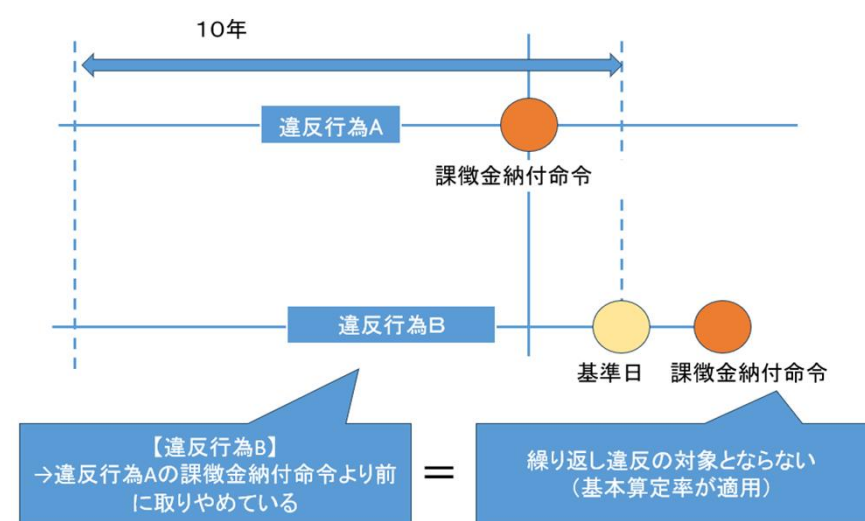 10年
違反行為A
課徴金納付命令
違反行為B
基準日
課徴金納付命令
【違反行為B】
→違反行為Aの課徴金納付命令より前
に取りやめている
=
繰り返し違反の対象とならない
(基本算定率が適用)